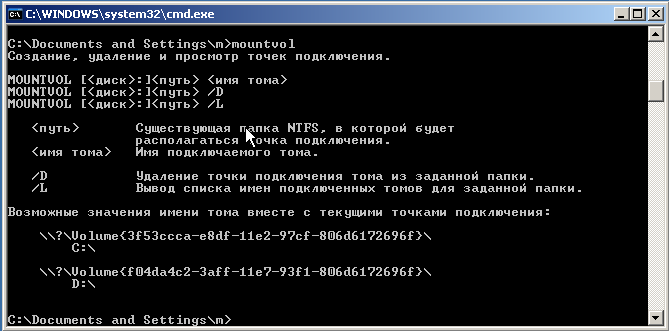 C:\WINDOWS\system32\cmd.exe
C:\Documents and Settings\m>mountvol
Создание, удаление и просмотр точек подключения.
MOUNTVOL [<диск>:]<путь> <имя тома>
MOUNTVOL [<диск>:]<путь> /D
MOUNTVOL [<диск>:]<путь> /L
<путь> Существующая папка NTFS, в которой будет
располагаться точка подключения.
<имя тома> Имя подключаемого тома.
/D Удаление точки подключения тома из заданной папки.
/L Вывод списка имен подключенных томов для заданной папки.
Возможные значения имени тома вместе с текущими точками подключения:
\\?\Volume{3f53ccca-e8df-11e2-97cf-806d6172696f}\
C:\
\\?\Volume{f04da4c2-3aff-11e7-93f1-806d6172696f}\
D:\
C:\Documents and Settings\m>